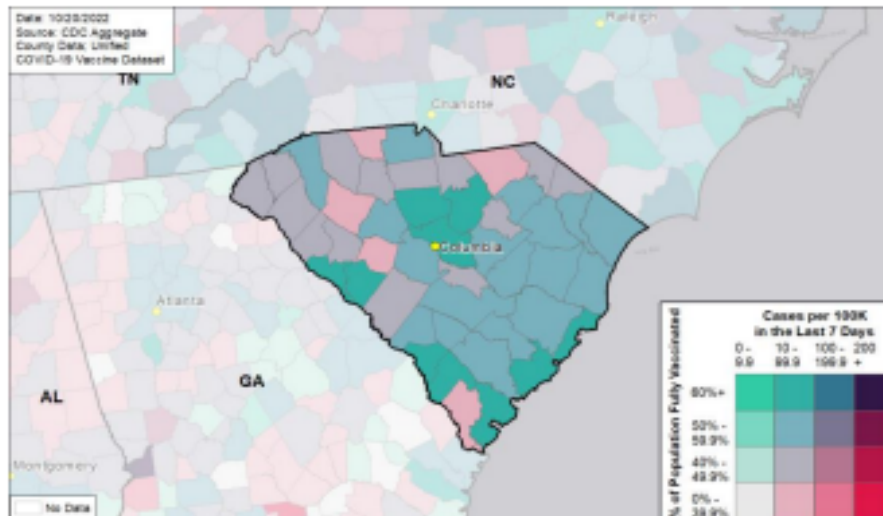 Date: 10/20/2022
Source: CDC Aggregate
County Data; Unified
COVID-19 Vaccine Dataset
TN
NC
Raleigh
Charlotte
Columbia
Atlanta
GA
AL
Montgomery
No Data
Cases per 100K
in the Last 7 Days
0 - 9.9
10 - 99.9
100 - 199.9
200 +
% of Population Fully Vaccinated
60%+
50% - 59.9%
40% - 49.9%
0% - 39.9%